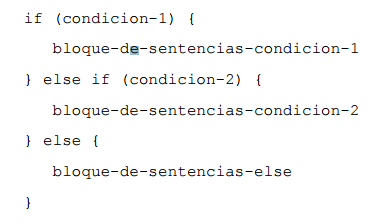 if (condicion-1) {
bloque-de-sentencias-condicion-1
} else if (condicion-2) {
bloque-de-sentencias-condicion-2
} else {
bloque-de-sentencias-else
}